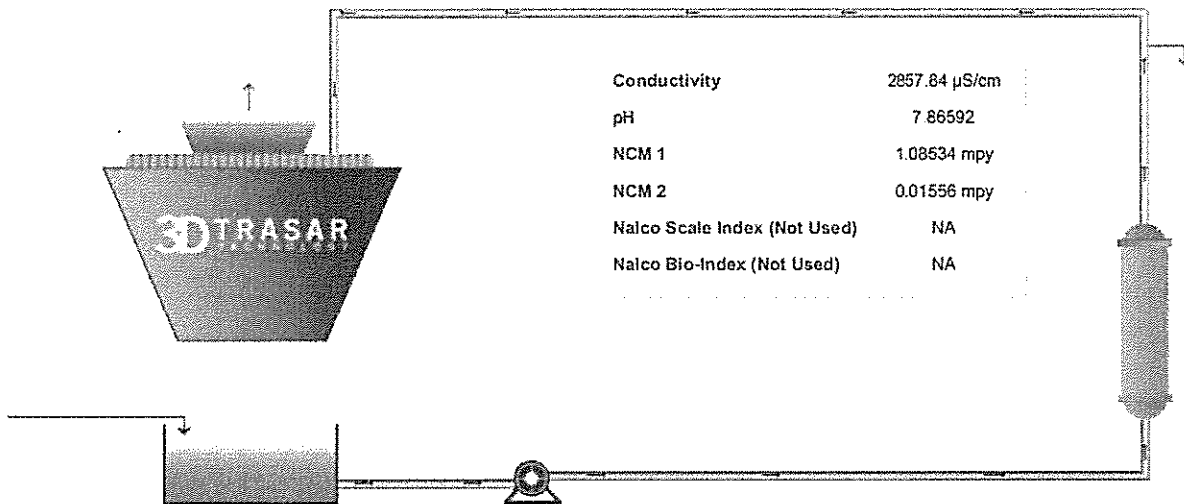 Conductivity 2857.84 µS/cm
pH 7.86592
NCM 1 1.08534 mpy
NCM 2 0.01556 mpy
3D TRASAR
Nalco Scale Index (Not Used) NA
Nalco Bio-Index (Not Used) NA